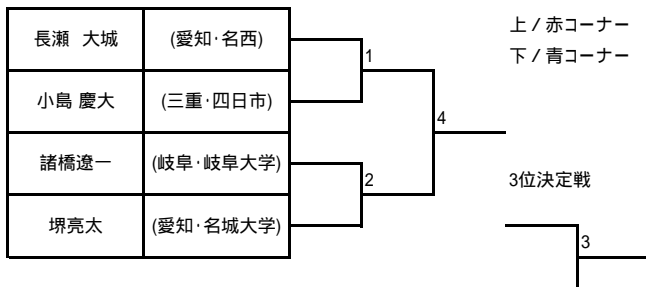 長瀬 大城 (愛知・名西)
小島 慶大 (三重・四日市)
諸橋遼一 (岐阜・岐阜大学)
堺亮太 (愛知・名城大学)
1
2
4
上 / 赤コーナー
下 / 青コーナー
3位決定戦
3